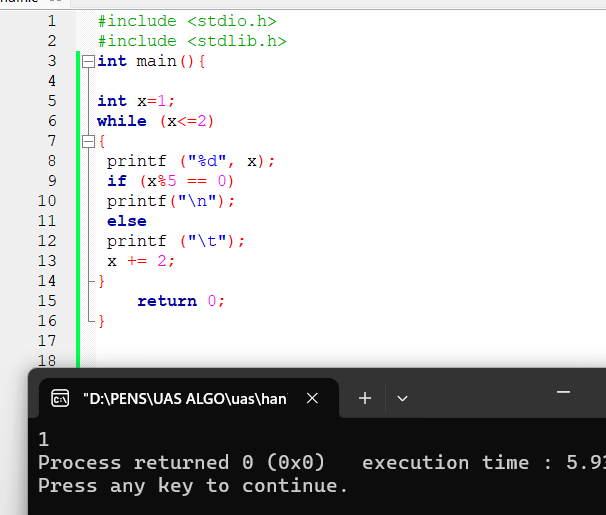 1 #include <stdio.h>
2 #include <stdlib.h>
3 int main(){
4
5 int x=1;
6 while (x<=2)
7 {
8 printf ("%d", x);
9 if (x%5 == 0)
10 printf("\n");
11 else
12 printf ("\t");
13 x += 2;
14 }
15 return 0;
16 }
17
18
"D:\PENS\UAS ALGO\uas\han
1
Process returned 0 (0x0) execution time : 5.93
Press any key to continue.